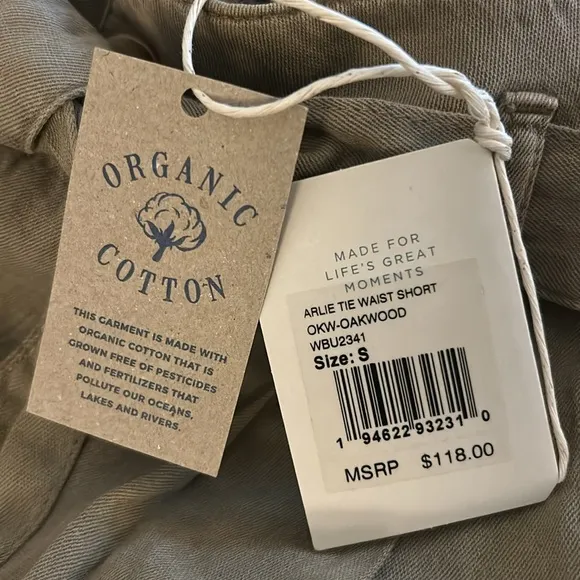 ORGANIC
COTTON
THIS GARMENT IS MADE WITH
ORGANIC COTTON THAT IS
GROWN FREE OF PESTICIDES
AND FERTILIZERS THAT
POLLUTE OUR OCEANS,
LAKES AND RIVERS.
MADE FOR
LIFE'S GREAT
MOMENTS
ARLIE TIE WAIST SHORT
OKW-OAKWOOD
WBU2341
Size: S
1 94622 93231 0
MSRP $118.00